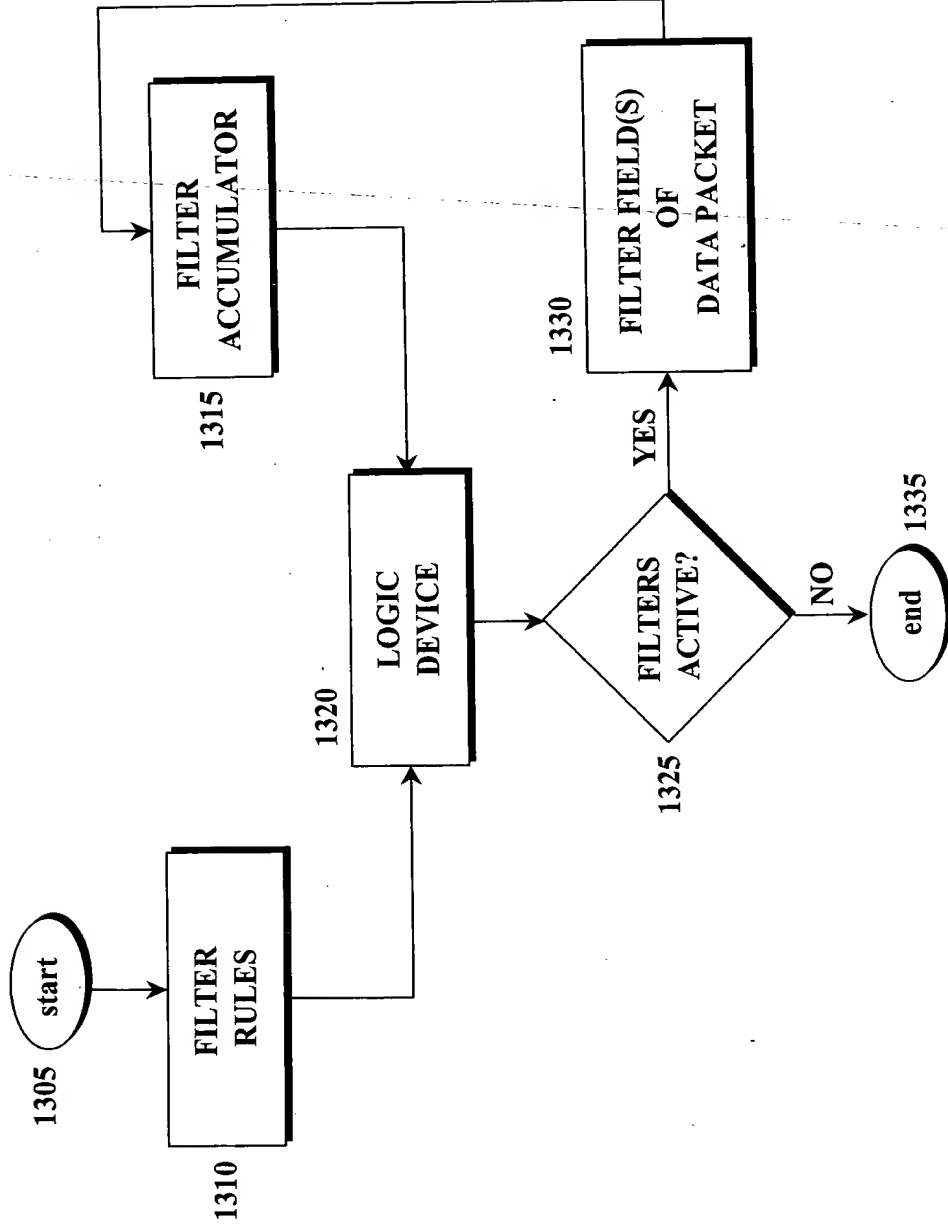 start
1305
FILTER
RULES
1310
FILTER
ACCUMULATOR
1315
1320
LOGIC
DEVICE
FILTERS
ACTIVE?
1325
YES
1330
FILTER FIELD(S)
OF
DATA PACKET
NO
end
1335